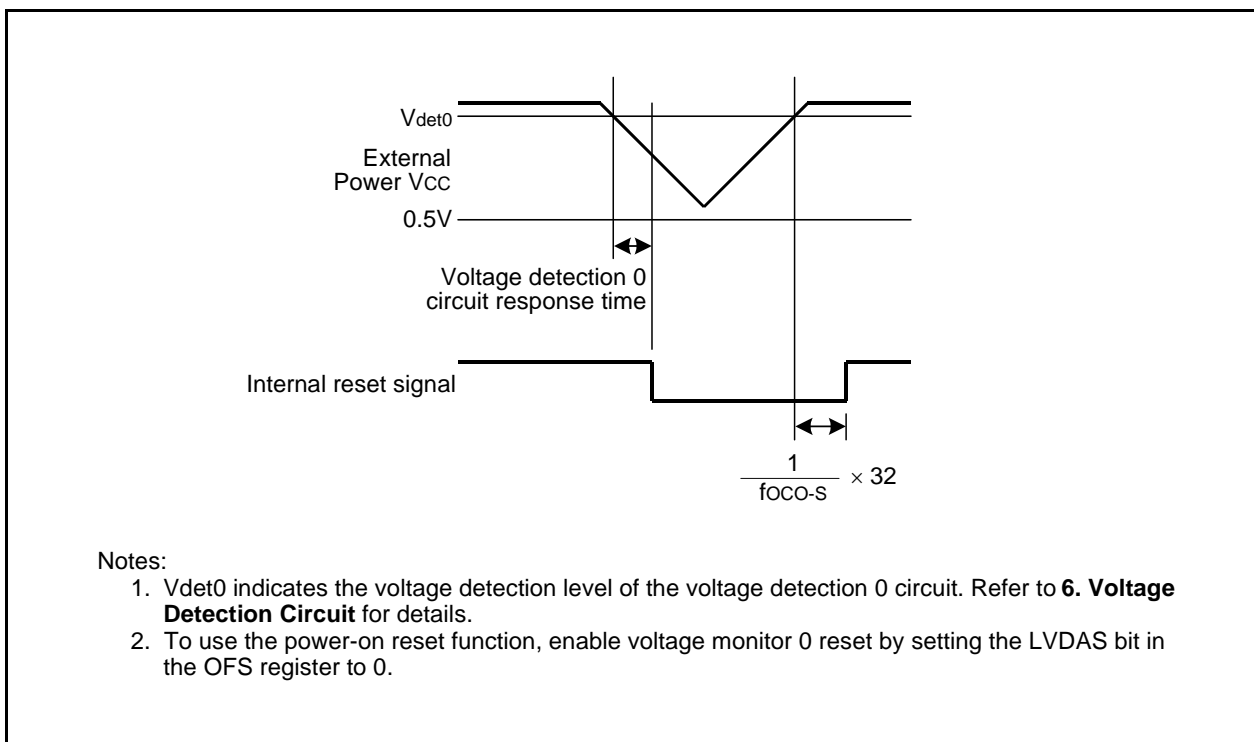 Vdet0
External
Power VCC
0.5V
Voltage detection 0
circuit response time
Internal reset signal
1
fOCO-S
× 32
Notes:
1. Vdet0 indicates the voltage detection level of the voltage detection 0 circuit. Refer to 6. Voltage
Detection Circuit for details.
2. To use the power-on reset function, enable voltage monitor 0 reset by setting the LVDAS bit in
the OFS register to 0.